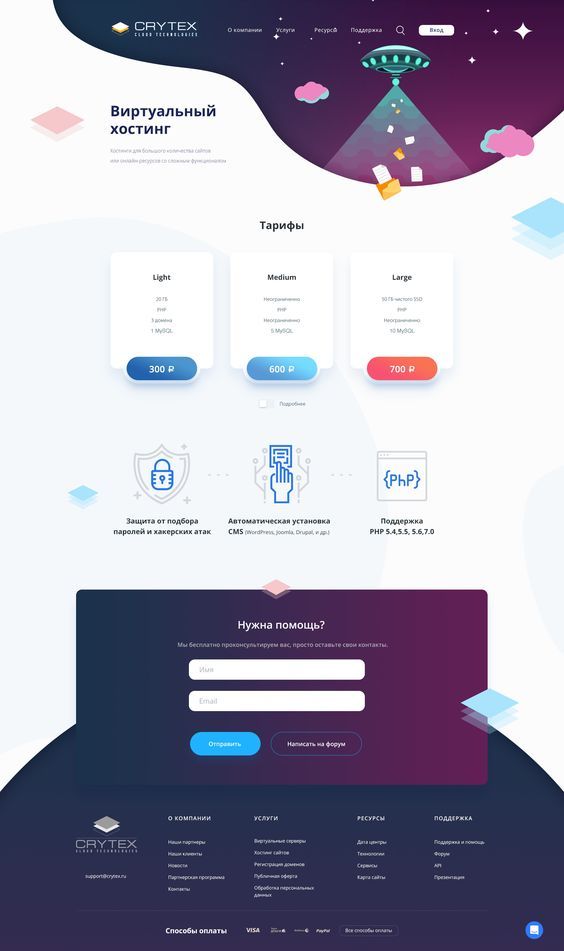 CRYTEX
CLOUD TECHNOLOGIES
О компании Услуги Ресурсы Поддержка Вход
Виртуальный
хостинг
Хостинги для большого количества сайтов
или онлайн ресурсов со сложным функционалом
Тарифы
Light Medium Large
20 ГБ Неограниченно 50 ГБ чистого SSD
PHP PHP PHP
3 домена Неограниченно Неограниченно
1 MySQL 5 MySQL 10 MySQL
300 ₽ 600 ₽ 700 ₽
Подробнее
{PhP}
Защита от подбора Автоматическая установка Поддержка
паролей и хакерских атак CMS (WordPress, Joomla, Drupal, и др.) PHP 5.4,5.5, 5.6,7.0
Нужна помощь?
Мы бесплатно проконсультируем вас, просто оставьте свои контакты.
Имя
Email
Отправить Написать на форум
О КОМПАНИИ УСЛУГИ РЕСУРСЫ ПОДДЕРЖКА
CRYTEX
CLOUD TECHNOLOGIES
support@crytex.ru
Наши партнеры Виртуальные серверы Дата центры Поддержка и помощь
Наши клиенты Хостинг сайтов Технологии Форум
Новости Регистрация доменов Сервисы API
Партнерская программа Публичная оферта Карта сайты Презентация
Контакты Обработка персональных
данных
Способы оплаты VISA PayPal Все способы оплаты